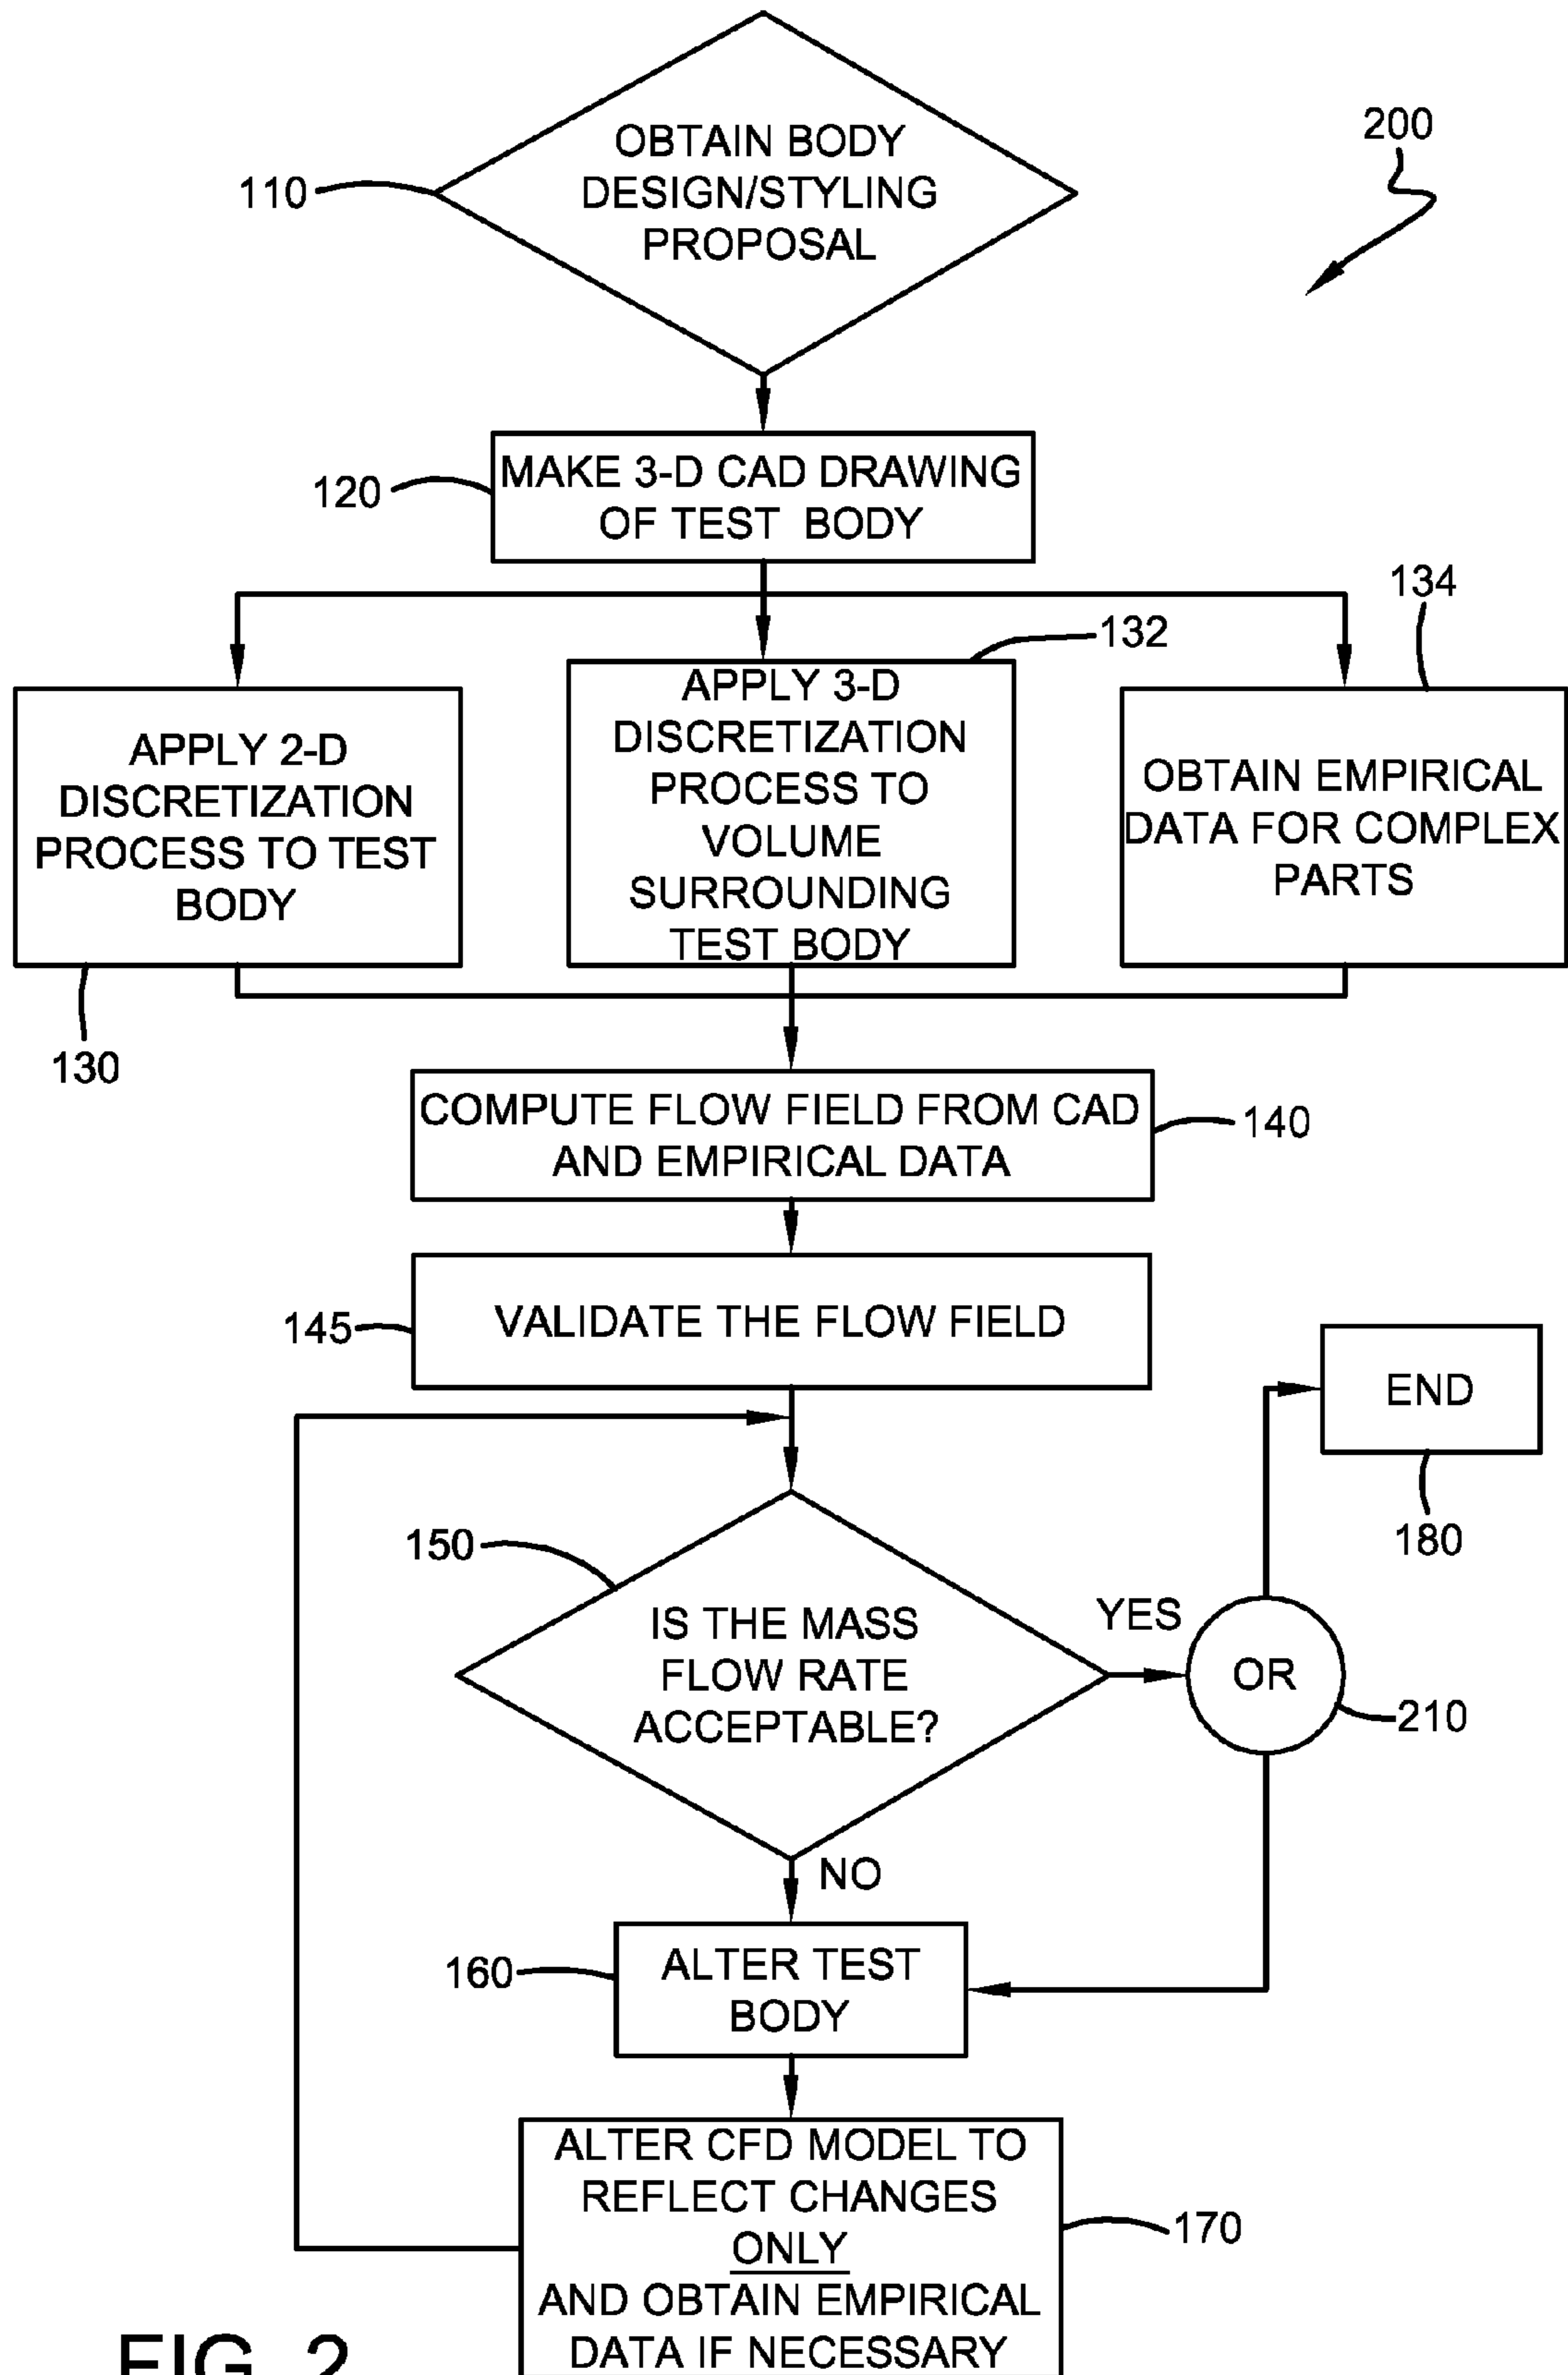 OBTAIN BODY
DESIGN/STYLING
PROPOSAL
110
200
MAKE 3-D CAD DRAWING
OF TEST BODY
120
134
132
APPLY 2-D
DISCRETIZATION
PROCESS TO TEST
BODY
130
APPLY 3-D
DISCRETIZATION
PROCESS TO
VOLUME
SURROUNDING
TEST BODY
OBTAIN EMPIRICAL
DATA FOR COMPLEX
PARTS
COMPUTE FLOW FIELD FROM CAD
AND EMPIRICAL DATA
140
VALIDATE THE FLOW FIELD
145
END
180
150
IS THE MASS
FLOW RATE
ACCEPTABLE?
YES
OR
210
NO
160
ALTER TEST
BODY
ALTER CFD MODEL TO
REFLECT CHANGES
ONLY
AND OBTAIN EMPIRICAL
DATA IF NECESSARY
170
FIG. 2